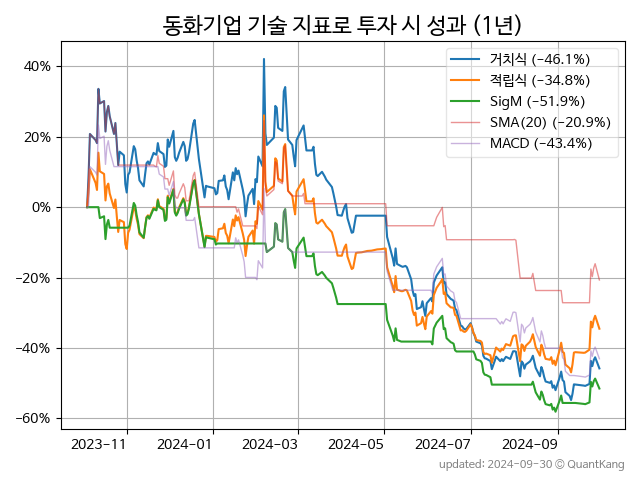 동화기업 기술 지표로 투자 시 성과 (1년)
거치식 (−46.1%)
적립식 (−34.8%)
SigM (−51.9%)
SMA(20) (−20.9%)
MACD (−43.4%)
40%
20%
0%
−20%
−40%
−60%
2023-11 2024-01 2024-03 2024-05 2024-07 2024-09
updated: 2024-09-30 © QuantKang